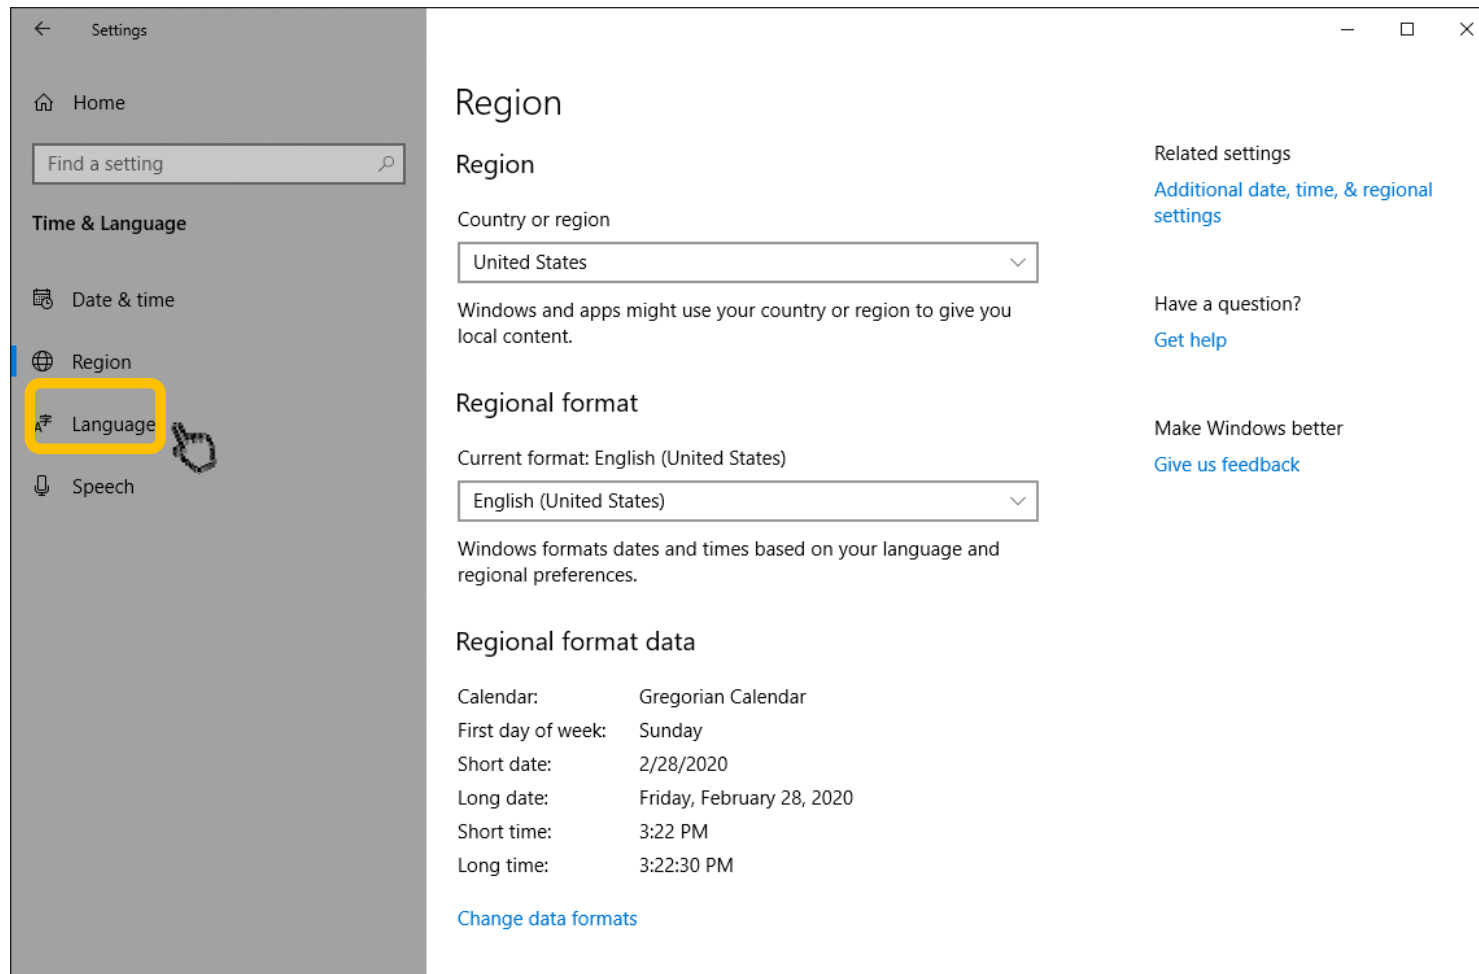 Settings
Home
Find a setting
Time & Language
Date & time
Region
Language
Speech
Region
Region
Country or region
United States
Windows and apps might use your country or region to give you
local content.
Regional format
Current format: English (United States)
English (United States)
Windows formats dates and times based on your language and
regional preferences.
Regional format data
Calendar: Gregorian Calendar
First day of week: Sunday
Short date: 2/28/2020
Long date: Friday, February 28, 2020
Short time: 3:22 PM
Long time: 3:22:30 PM
Change data formats
Related settings
Additional date, time, & regional
settings
Have a question?
Get help
Make Windows better
Give us feedback